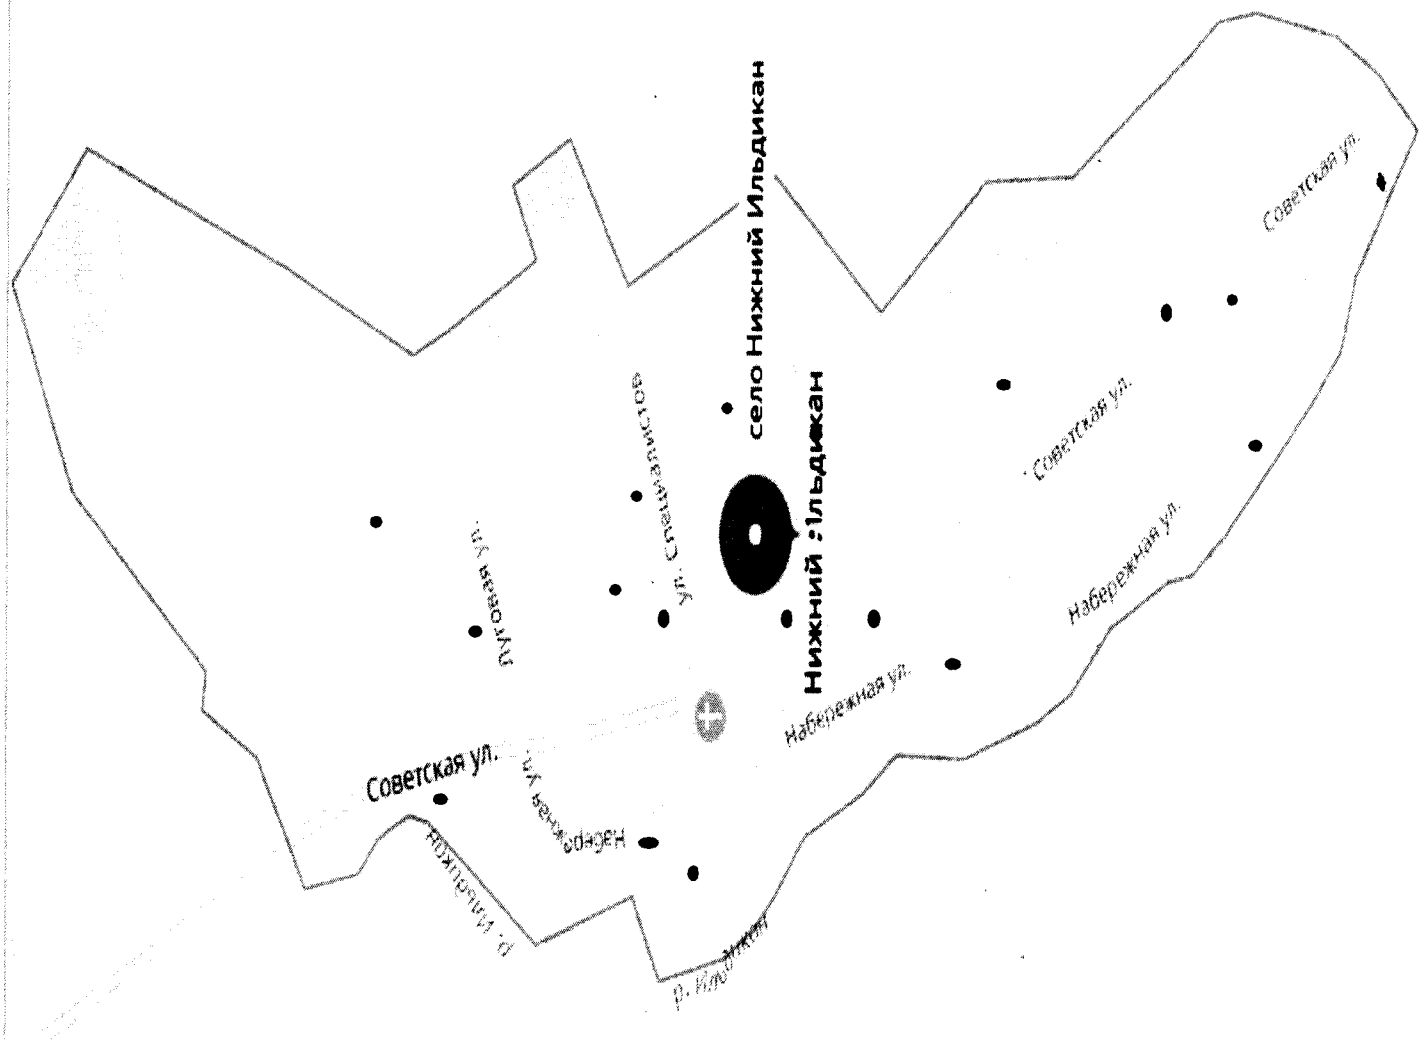 село Нижний Ильдикан
Советская ул.
ул. Специалистов
Нижний Ильдикан
Советская ул.
Луговая ул.
Набережная ул.
Набережная ул.
Советская ул.
Набережная ул.
р. Ильдикан
р. Ильдикан